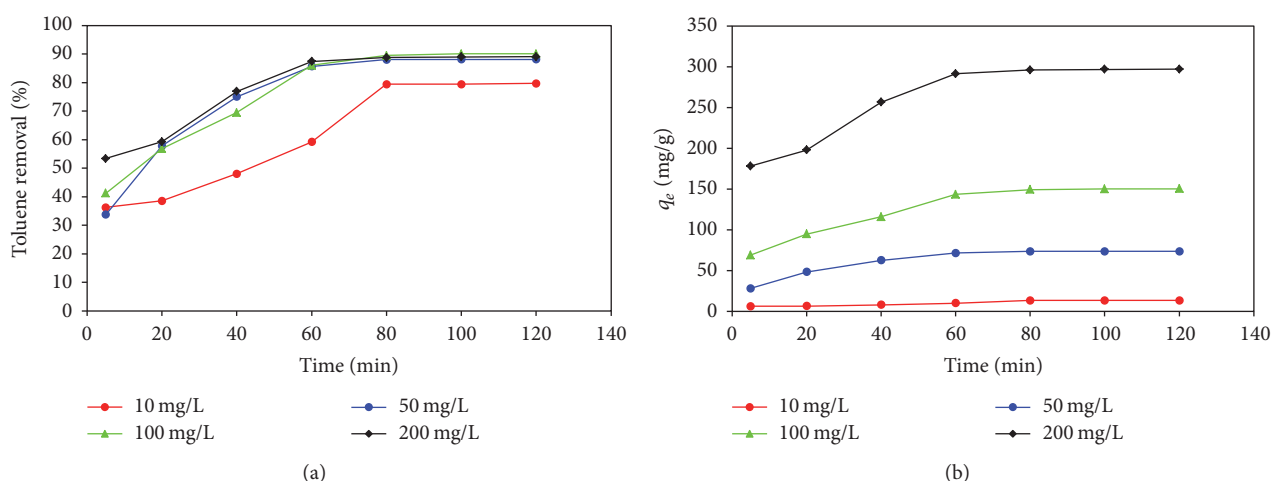 100
90
80
70
60
50
40
30
20
10
0
Toluene removal (%)
0 20 40 60 80 100 120 140
Time (min)
10 mg/L 50 mg/L
100 mg/L 200 mg/L
(a)
350
300
250
200
150
100
50
0
qe (mg/g)
0 20 40 60 80 100 120 140
Time (min)
10 mg/L 50 mg/L
100 mg/L 200 mg/L
(b)